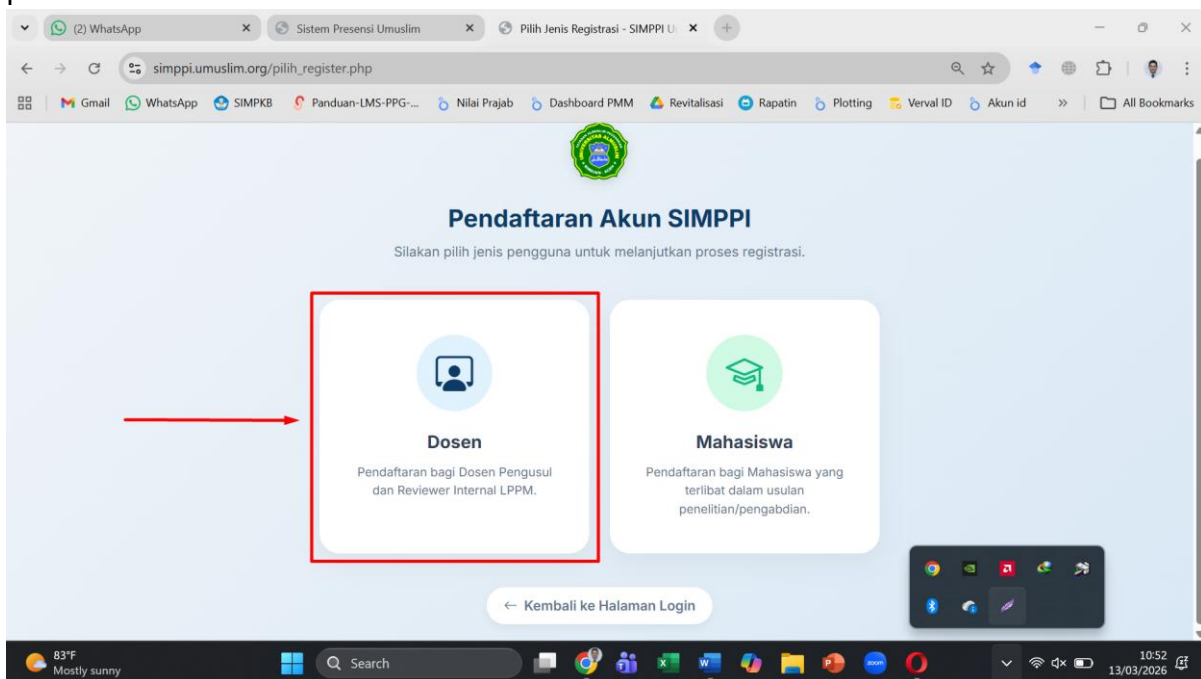 (2) WhatsApp
Sistem Presensi Umuslim
Pilih Jenis Registrasi - SIMPPI U
simppi.umuslim.org/pilih_register.php
Gmail WhatsApp SIMPKB Panduan-LMS-PPG-... Nilai Prajab Dashboard PMM Revitalisasi Rapatin Plotting Verval ID Akun id » All Bookmarks
Pendaftaran Akun SIMPPI
Silakan pilih jenis pengguna untuk melanjutkan proses registrasi.
Dosen
Pendaftaran bagi Dosen Pengusul
dan Reviewer Internal LPPM.
Mahasiswa
Pendaftaran bagi Mahasiswa yang
terlibat dalam usulan
penelitian/pengabdian.
← Kembali ke Halaman Login
83°F
Mostly sunny
Search
zoom
10:52
13/03/2026